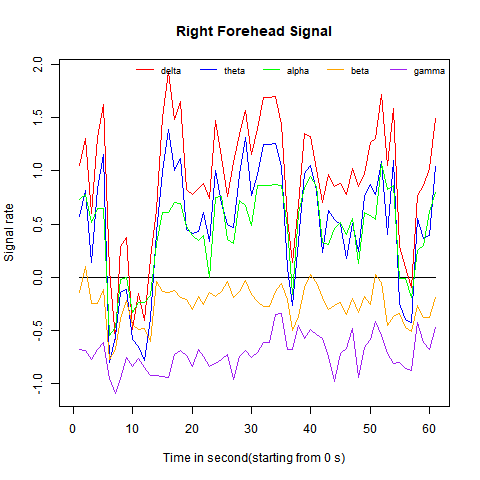 Right Forehead Signal
delta theta alpha beta gamma
Signal rate
2.0
1.5
1.0
0.5
0.0
-0.5
-1.0
0 10 20 30 40 50 60
Time in second(starting from 0 s)